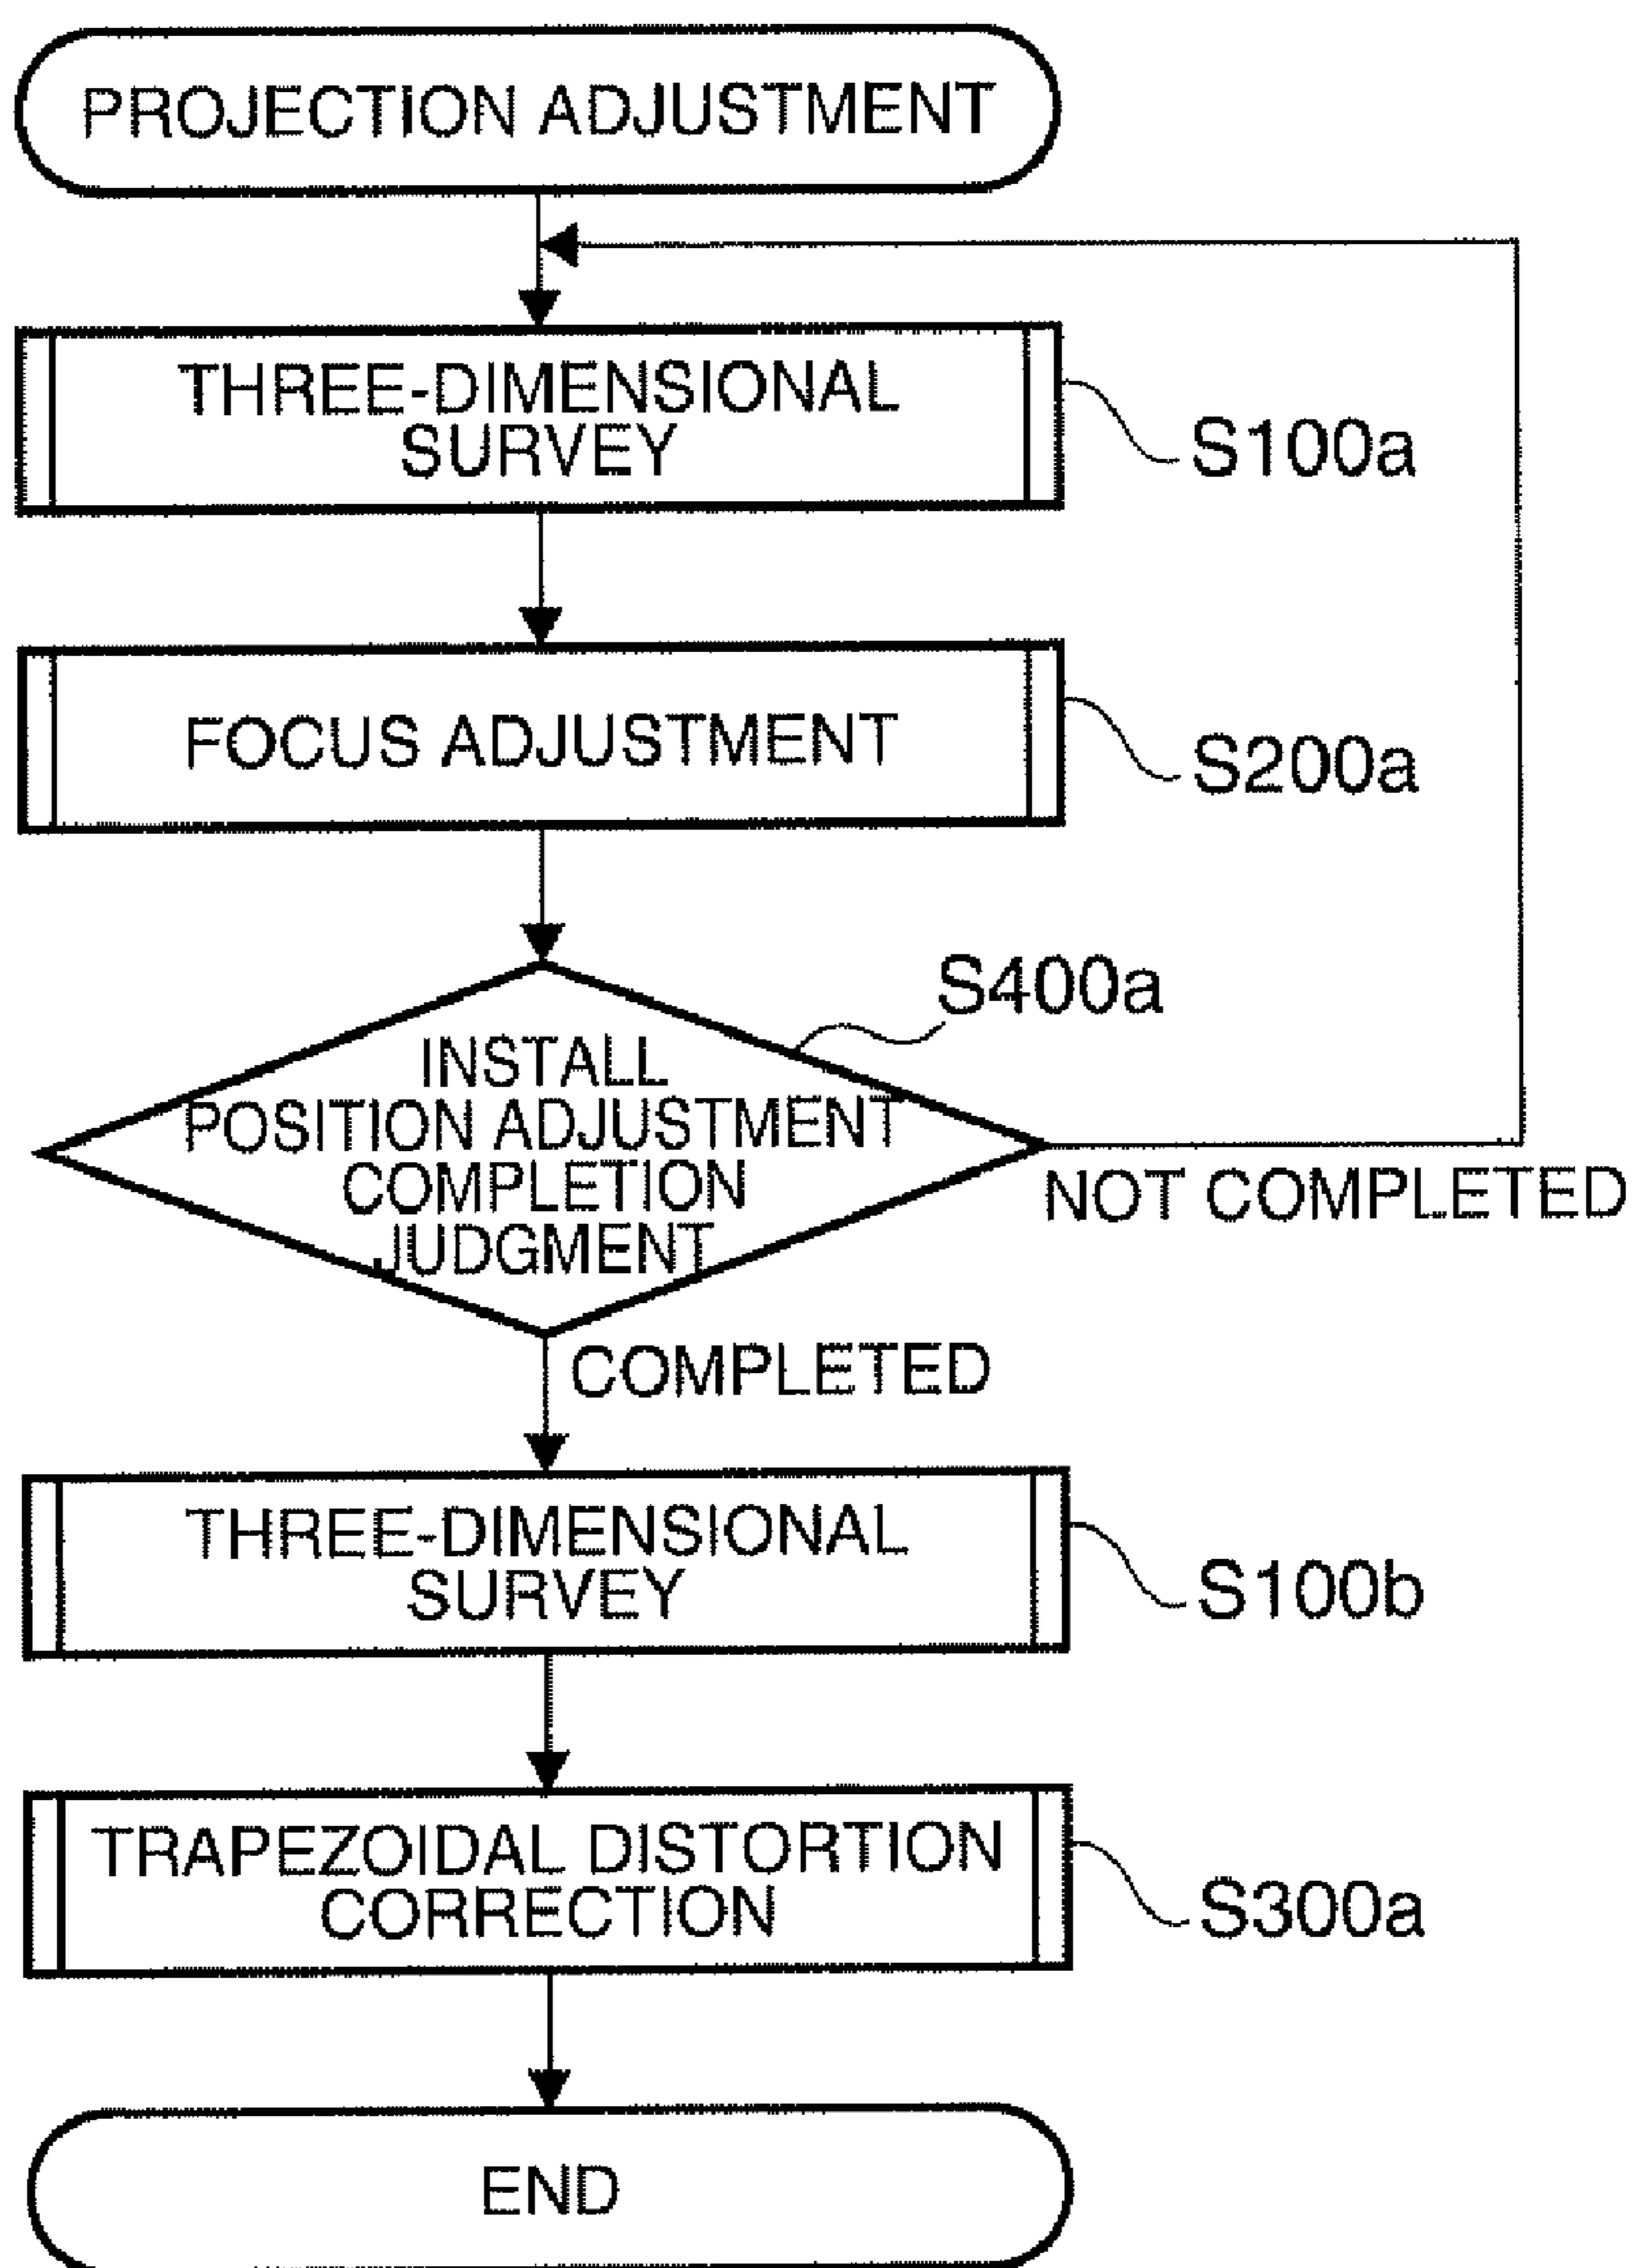 PROJECTION ADJUSTMENT
THREE-DIMENSIONAL
SURVEY
S100a
FOCUS ADJUSTMENT
S200a
S400a
INSTALL
POSITION ADJUSTMENT
COMPLETION
JUDGMENT
NOT COMPLETED
COMPLETED
THREE-DIMENSIONAL
SURVEY
S100b
TRAPEZOIDAL DISTORTION
CORRECTION
S300a
END